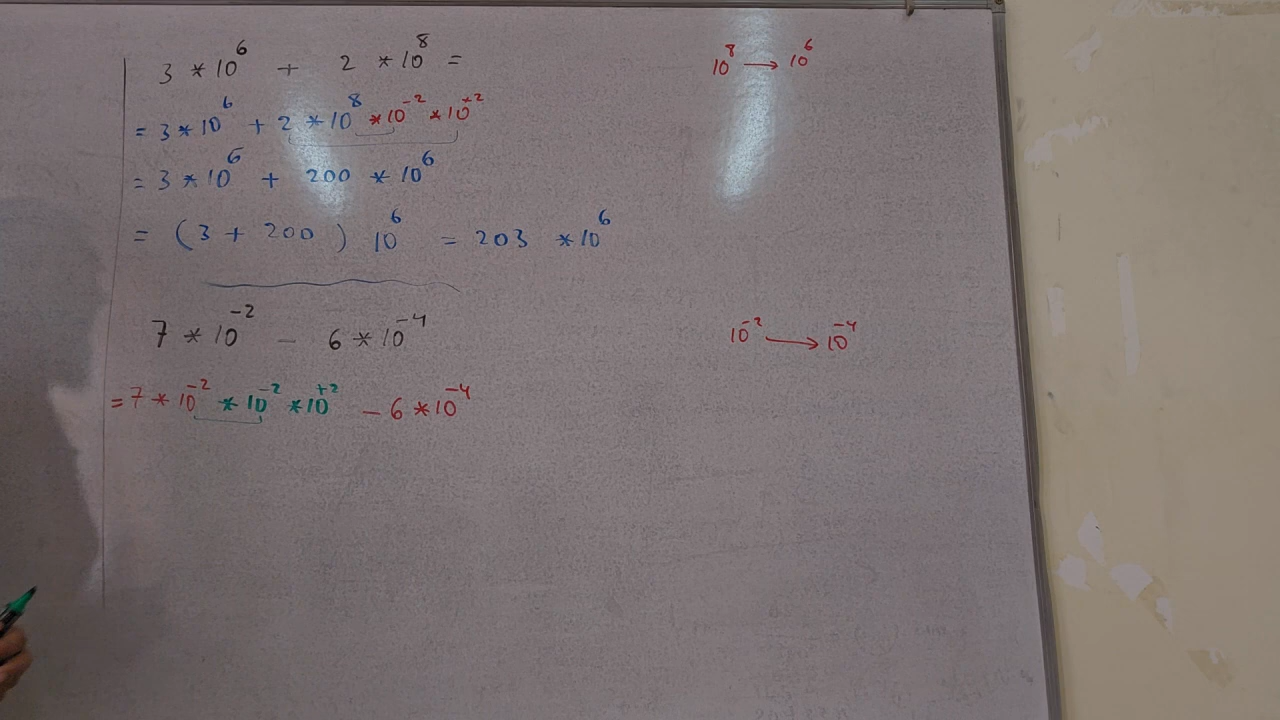 3 * 10^6 + 2 * 10^8 =
10^8 → 10^6
= 3 * 10^6 + 2 * 10^8 * 10^-2 * 10^+2
= 3 * 10^6 + 200 * 10^6
= (3 + 200) 10^6 = 203 * 10^6
7 * 10^-2 - 6 * 10^-4
10^-2 → 10^-4
= 7 * 10^-2 * 10^-2 * 10^+2 - 6 * 10^-4